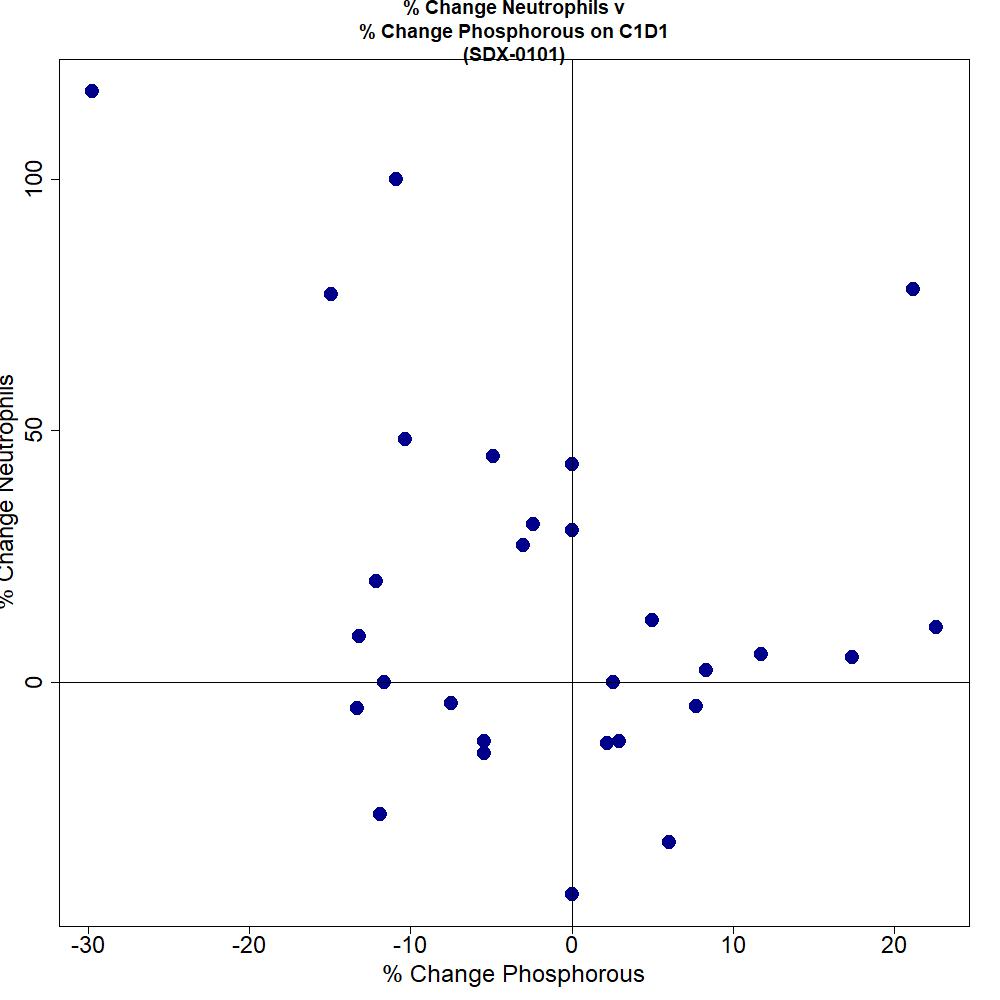 % Change Neutrophils v
% Change Phosphorous on C1D1
(SDX-0101)
100
50
0
% Change Neutrophils
-30 -20 -10 0 10 20
% Change Phosphorous